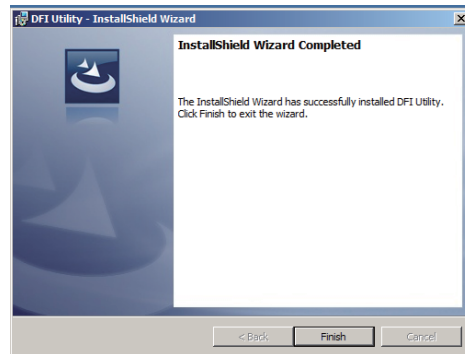 DFI Utility - InstallShield Wizard
InstallShield Wizard Completed
The InstallShield Wizard has successfully installed DFI Utility.
Click Finish to exit the wizard.
< Back
Finish
Cancel